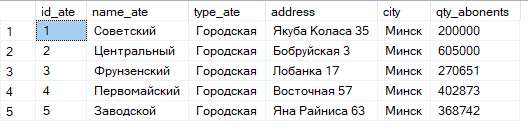 id_ate name_ate type_ate address city qty_abonents
1 1 Советский Городская Якуба Коласа 35 Минск 200000
2 2 Центральный Городская Бобруйская 3 Минск 605000
3 3 Фрунзенский Городская Лобанка 17 Минск 270651
4 4 Первомайский Городская Восточная 57 Минск 402873
5 5 Заводской Городская Яна Райниса 63 Минск 368742